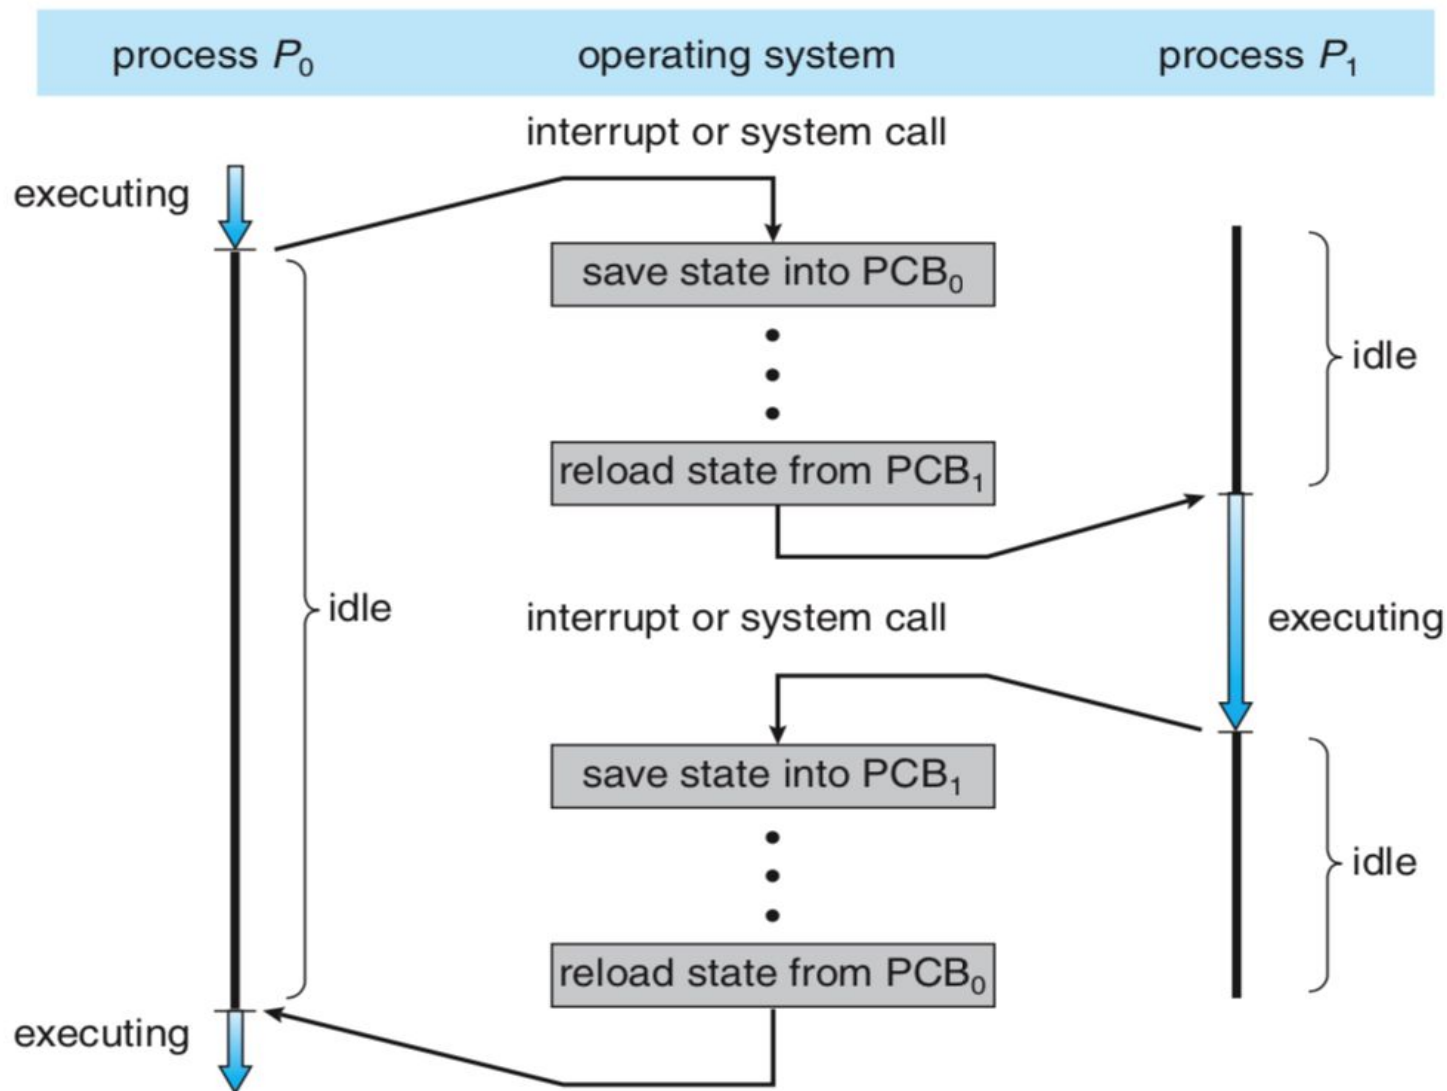 process P₀ operating system process P₁
interrupt or system call
executing
save state into PCB₀
idle
reload state from PCB₁
idle
interrupt or system call
executing
save state into PCB₁
idle
reload state from PCB₀
executing